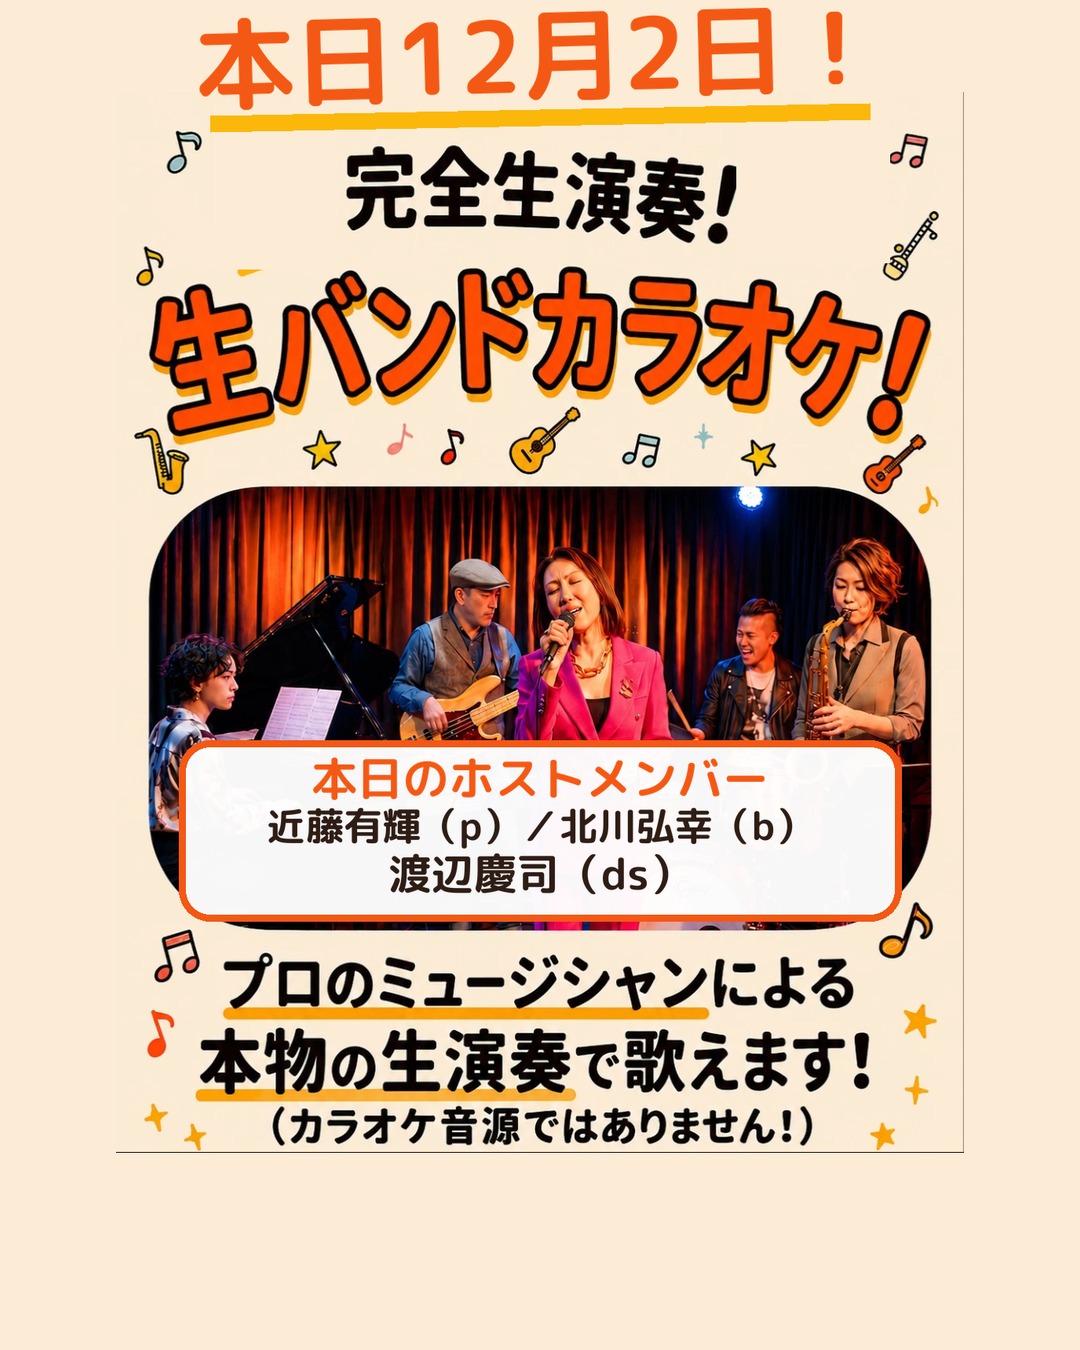 本日12月2日！
完全生演奏!
生バンドカラオケ!
本日のホストメンバー
近藤有輝（p）／北川弘幸（b）
渡辺慶司（ds）
プロのミュージシャンによる
本物の生演奏で歌えます!
（カラオケ音源ではありません!）